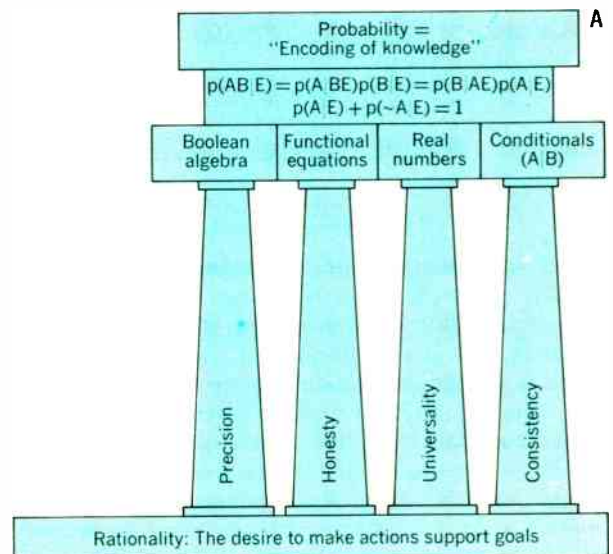 A
Probability =
"Encoding of knowledge"
p(AB|E) = p(A|BE)p(B|E) = p(B|AE)p(A|E)
p(A|E) + p(~A|E) = 1
Boolean algebra
Functional equations
Real numbers
Conditionals (A|B)
Precision
Honesty
Universality
Consistency
Rationality: The desire to make actions support goals